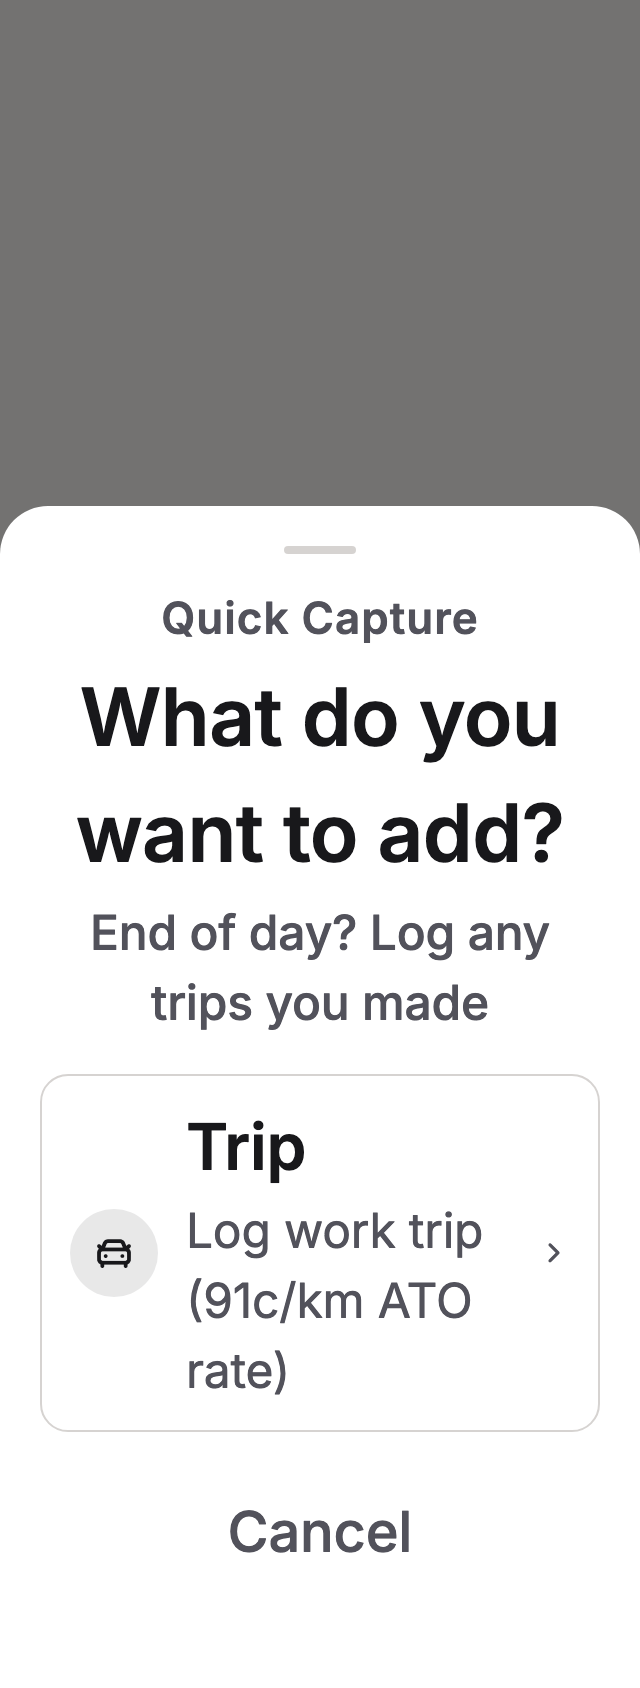 Quick Capture
What do you
want to add?
End of day? Log any
trips you made
Trip
Log work trip
(91c/km ATO
rate)
Cancel